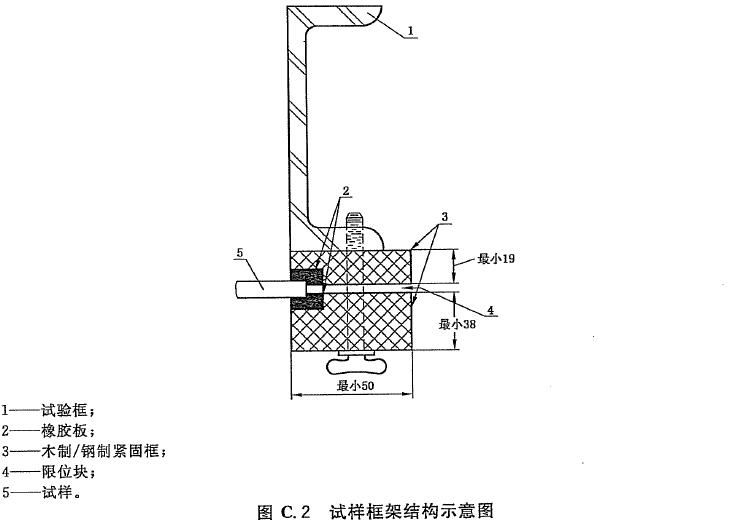 1
2
3
5
最小19
4
最小38
最小50
1——试验框；
2——橡胶板；
3——木制/钢制紧固框；
4——限位块；
5——试样。
图 C.2 试样框架结构示意图